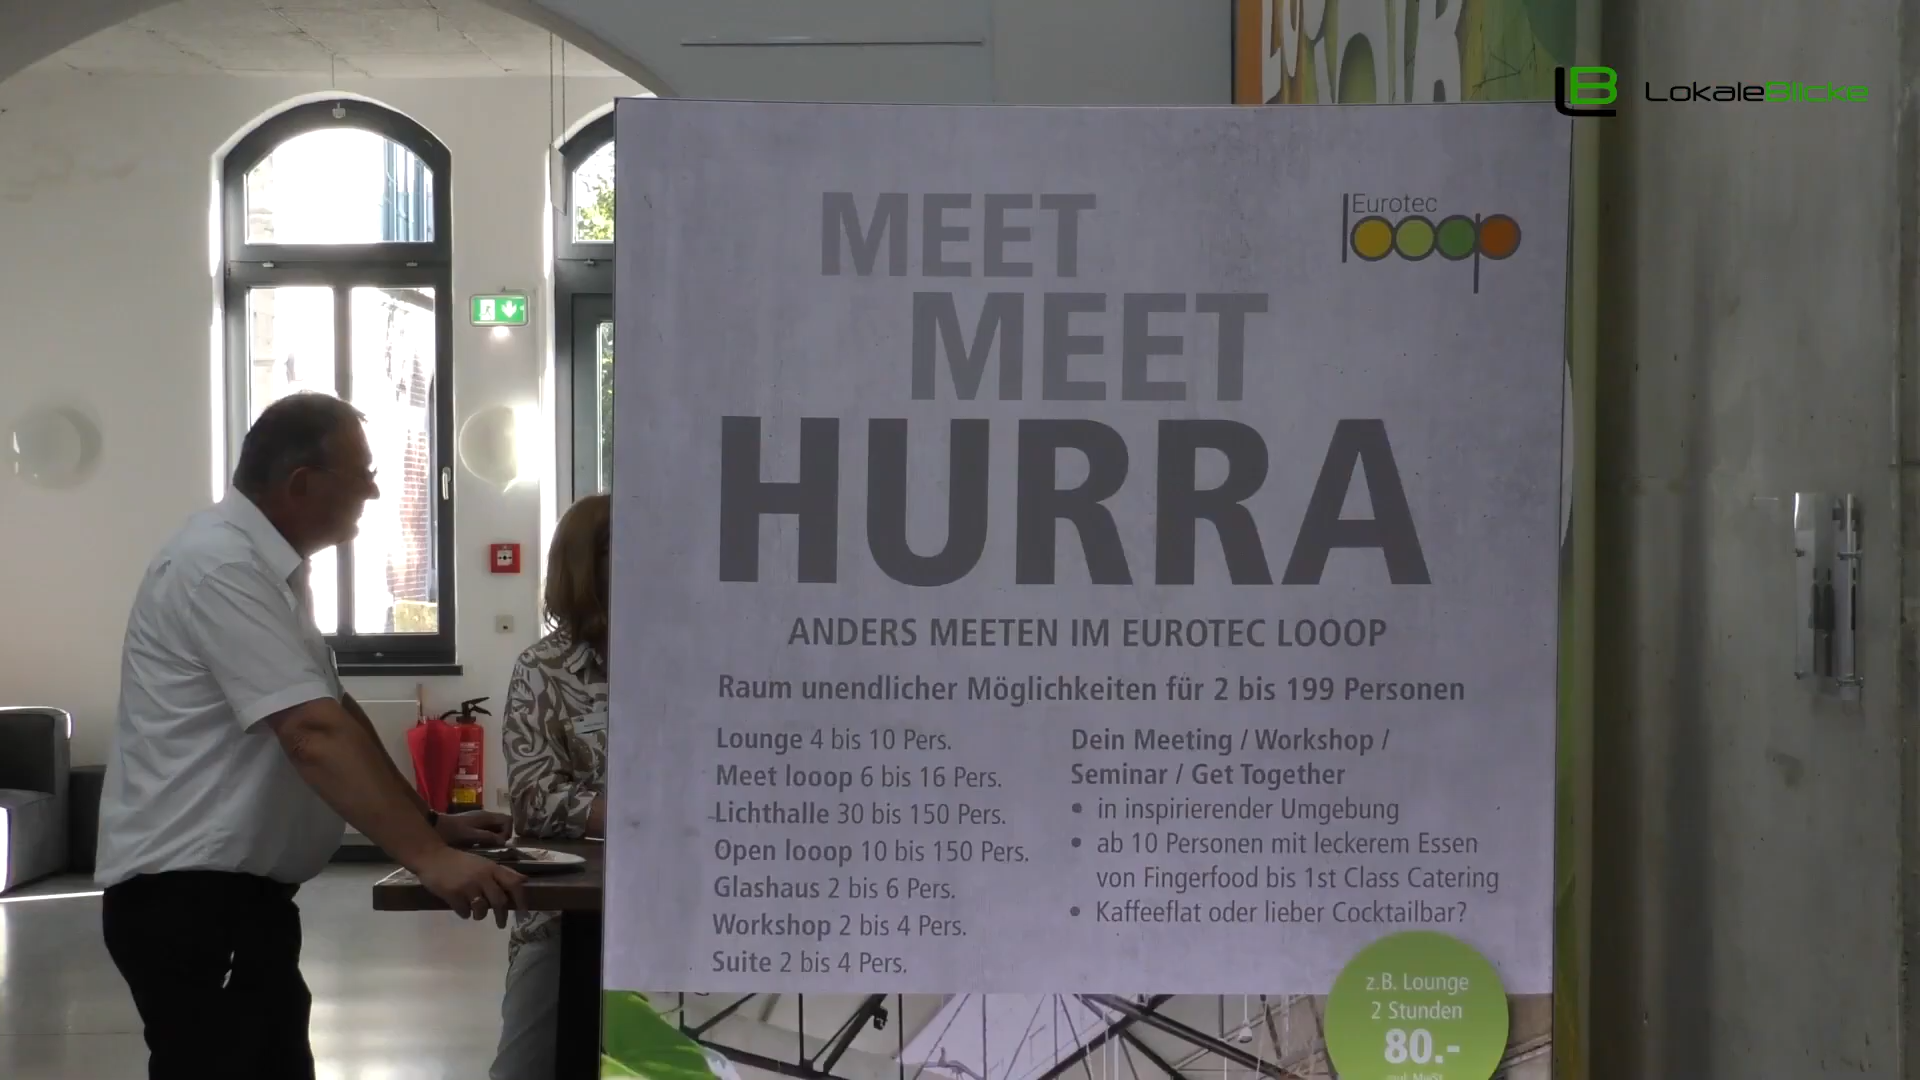 LB LokaleBlicke
MEET
Eurotec
looop
MEET
HURRA
ANDERS MEETEN IM EUROTEC LOOOP
Raum unendlicher Möglichkeiten für 2 bis 199 Personen
Lounge 4 bis 10 Pers.
Meet looop 6 bis 16 Pers.
Lichthalle 30 bis 150 Pers.
Open looop 10 bis 150 Pers.
Glashaus 2 bis 6 Pers.
Workshop 2 bis 4 Pers.
Suite 2 bis 4 Pers.
Dein Meeting / Workshop /
Seminar / Get Together
• in inspirierender Umgebung
• ab 10 Personen mit leckerem Essen
von Fingerfood bis 1st Class Catering
• Kaffeeflat oder lieber Cocktailbar?
z.B. Lounge
2 Stunden
80.-